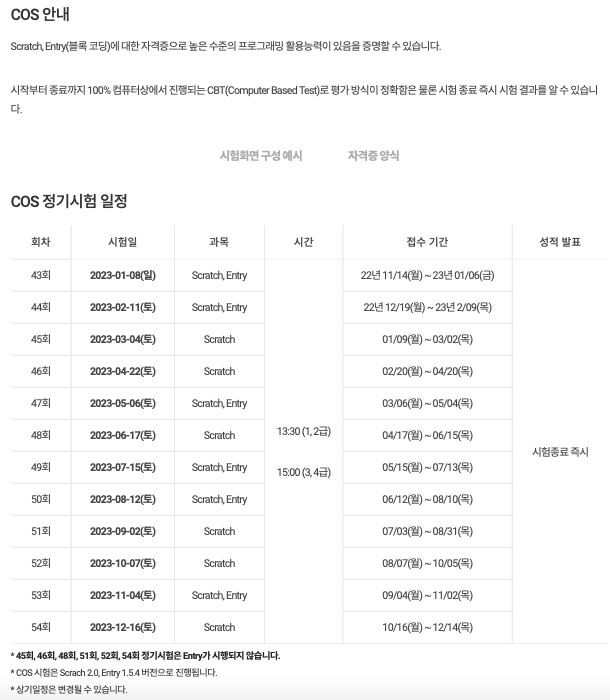 COS 안내
Scratch, Entry(블록 코딩)에 대한 자격증으로 높은 수준의 프로그래밍 활용능력이 있음을 증명할 수 있습니다.
시작부터 종료까지 100% 컴퓨터상에서 진행되는 CBT(Computer Based Test)로 평가 방식이 정확함은 물론 시험 종료 즉시 시험 결과를 알 수 있습니
다.
시험화면 구성 예시 자격증 양식
COS 정기시험 일정
회차 시험일 과목 시간 접수 기간 성적 발표
43회 2023-01-08(일) Scratch, Entry 22년 11/14(월) ~ 23년 01/06(금)
44회 2023-02-11(토) Scratch, Entry 22년 12/19(월) ~ 23년 2/09(목)
45회 2023-03-04(토) Scratch 01/09(월) ~ 03/02(목)
46회 2023-04-22(토) Scratch 02/20(월) ~ 04/20(목)
47회 2023-05-06(토) Scratch, Entry 03/06(월) ~ 05/04(목)
48회 2023-06-17(토) Scratch 04/17(월) ~ 06/15(목)
13:30 (1, 2급)
시험종료 즉시
49회 2023-07-15(토) Scratch, Entry 05/15(월) ~ 07/13(목)
15:00 (3, 4급)
50회 2023-08-12(토) Scratch, Entry 06/12(월) ~ 08/10(목)
51회 2023-09-02(토) Scratch 07/03(월) ~ 08/31(목)
52회 2023-10-07(토) Scratch 08/07(월) ~ 10/05(목)
53회 2023-11-04(토) Scratch, Entry 09/04(월) ~ 11/02(목)
54회 2023-12-16(토) Scratch 10/16(월) ~ 12/14(목)
* 45회, 46회, 48회, 51회, 52회, 54회 정기시험은 Entry가 시행되지 않습니다.
* COS 시험은 Scrach 2.0, Entry 1.5.4 버전으로 진행됩니다.
* 상기일정은 변경될 수 있습니다.